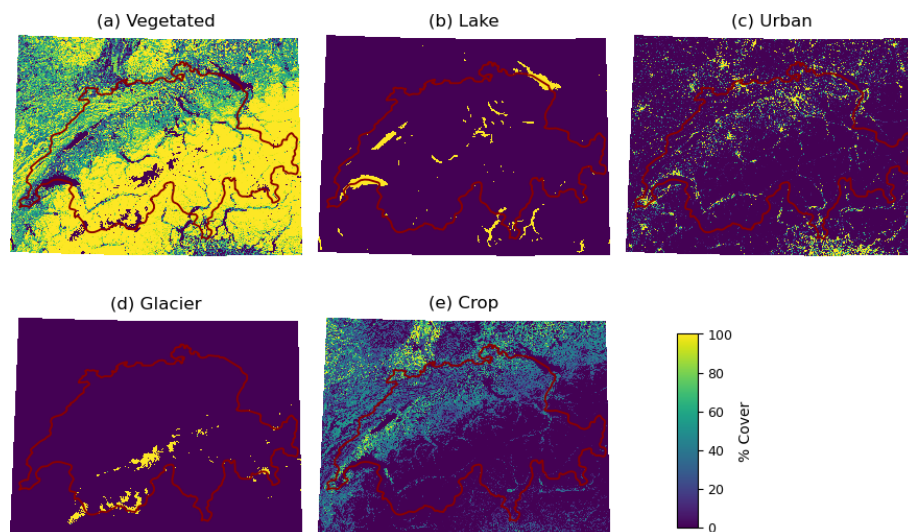 (a) Vegetated
(b) Lake
(c) Urban
(d) Glacier
(e) Crop
100
80
60
40
20
0
% Cover